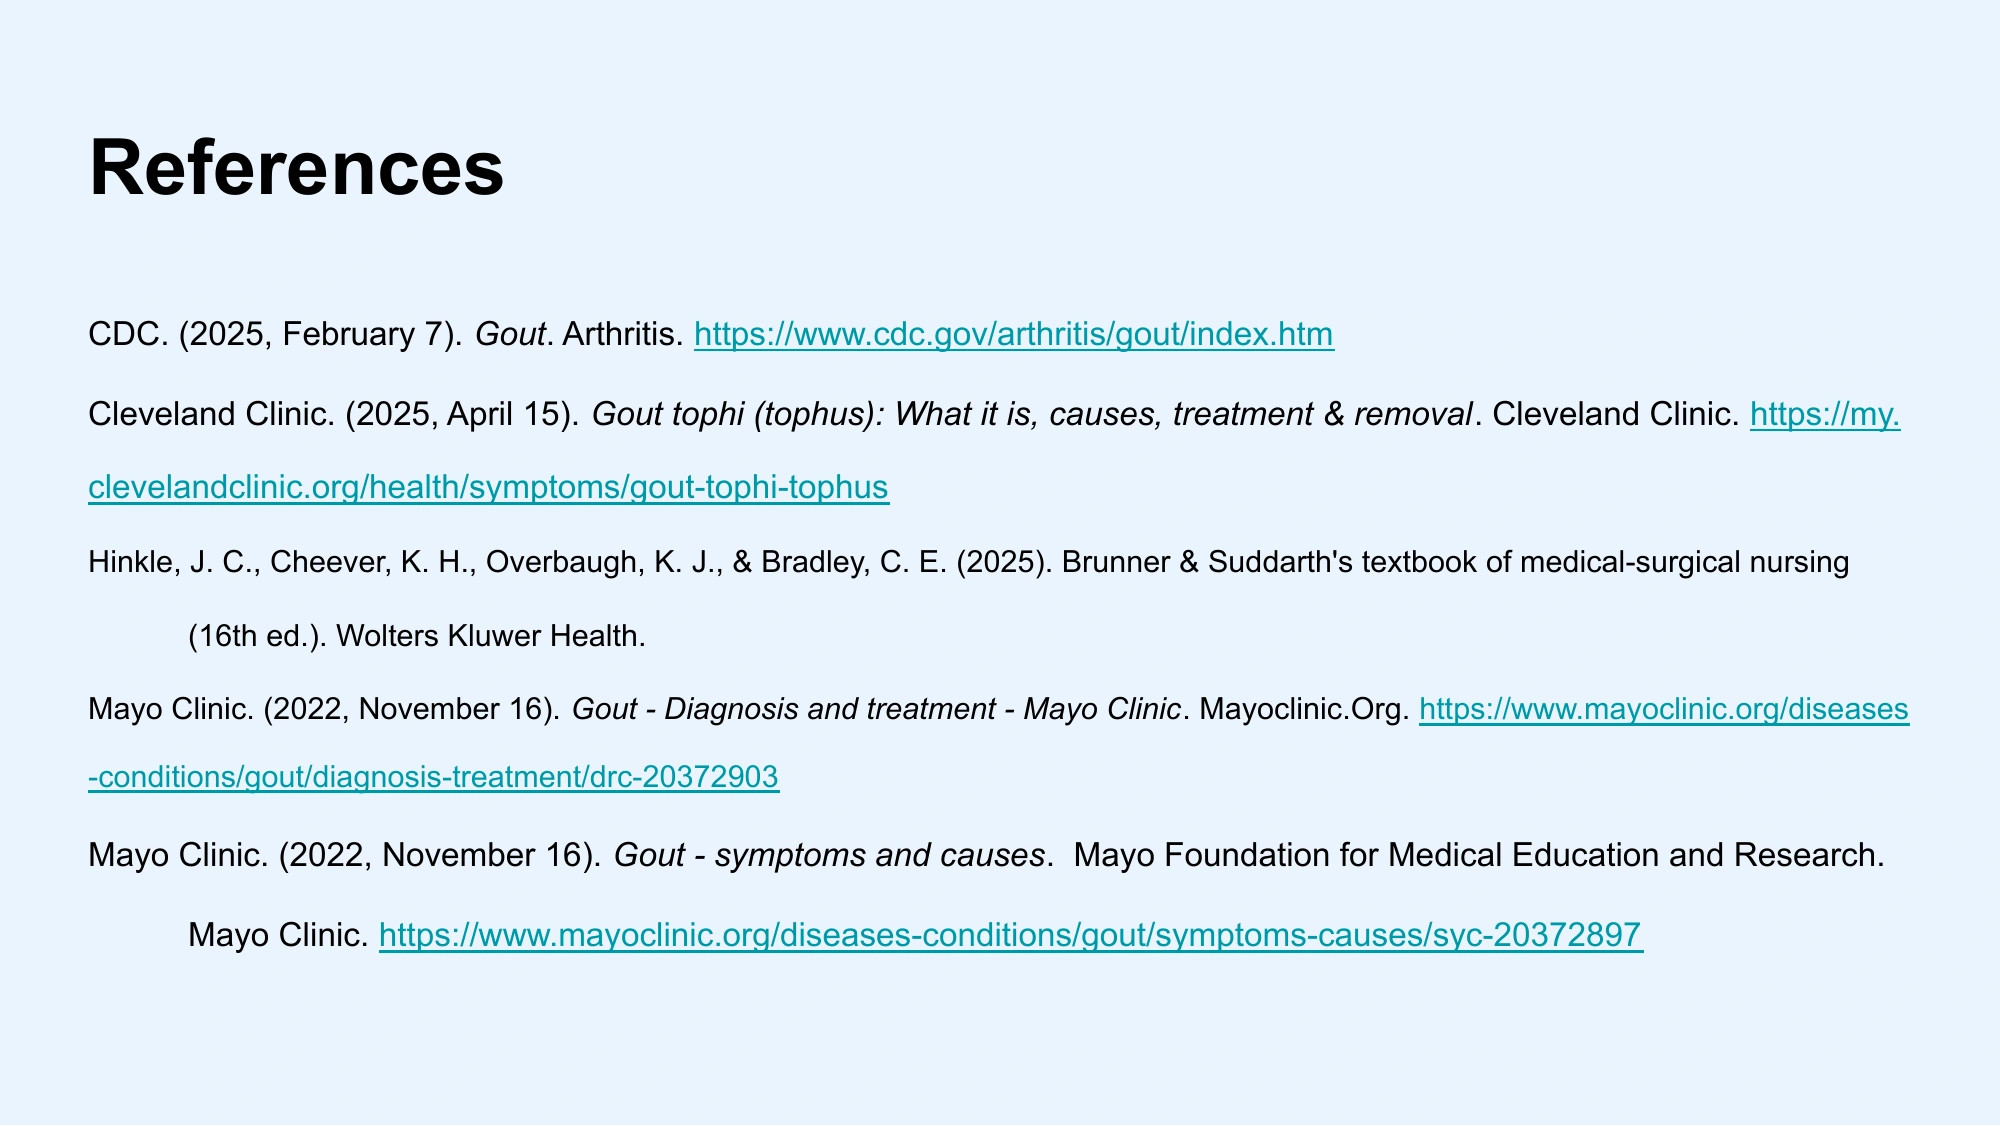 References
CDC. (2025, February 7). Gout. Arthritis. https://www.cdc.gov/arthritis/gout/index.htm
Cleveland Clinic. (2025, April 15). Gout tophi (tophus): What it is, causes, treatment & removal. Cleveland Clinic. https://my.
clevelandclinic.org/health/symptoms/gout-tophi-tophus
Hinkle, J. C., Cheever, K. H., Overbaugh, K. J., & Bradley, C. E. (2025). Brunner & Suddarth's textbook of medical-surgical nursing
(16th ed.). Wolters Kluwer Health.
Mayo Clinic. (2022, November 16). Gout - Diagnosis and treatment - Mayo Clinic. Mayoclinic.Org. https://www.mayoclinic.org/diseases
-conditions/gout/diagnosis-treatment/drc-20372903
Mayo Clinic. (2022, November 16). Gout - symptoms and causes.  Mayo Foundation for Medical Education and Research.
Mayo Clinic. https://www.mayoclinic.org/diseases-conditions/gout/symptoms-causes/syc-20372897